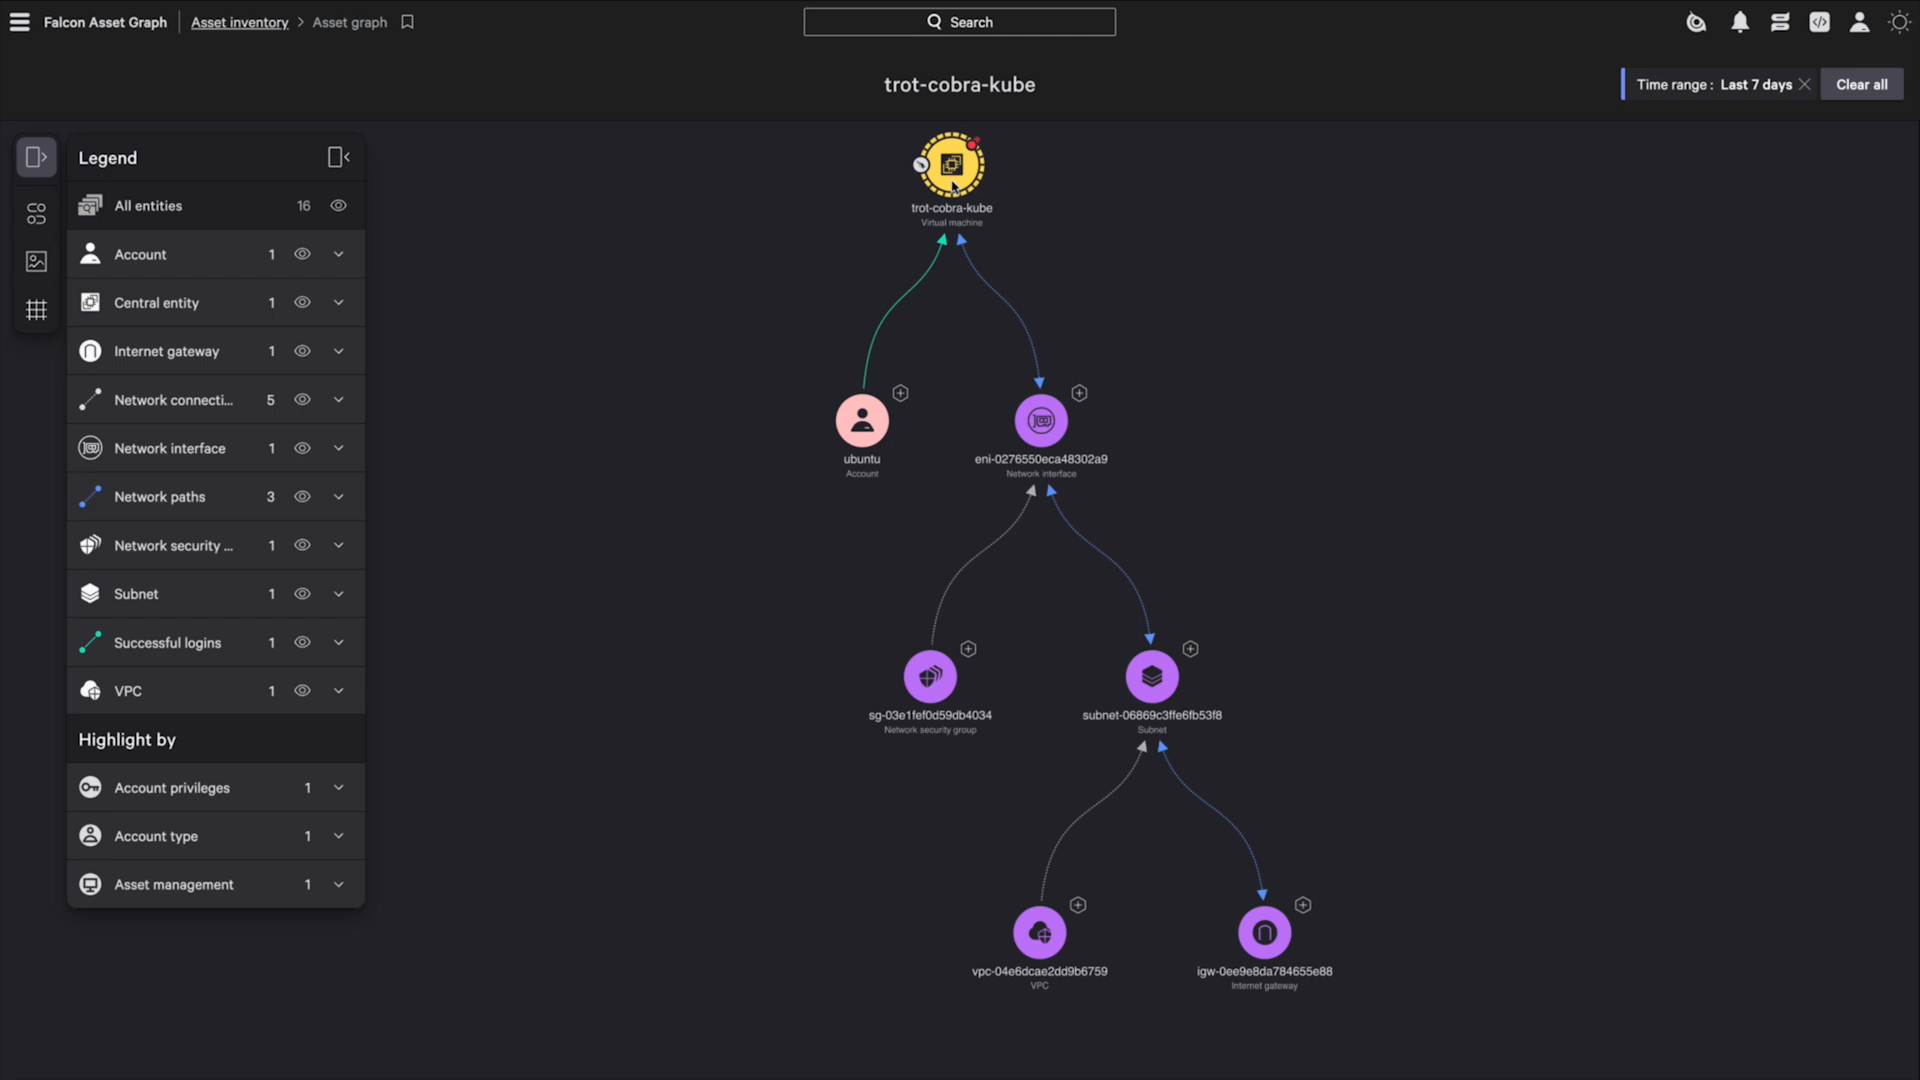 Falcon Asset Graph
Asset inventory > Asset graph
Search
trot-cobra-kube
Time range : Last 7 days
Clear all
Legend
All entities 16
Account 1
Central entity 1
Internet gateway 1
Network connecti... 5
Network interface 1
Network paths 3
Network security ... 1
Subnet 1
Successful logins 1
VPC 1
Highlight by
Account privileges 1
Account type 1
Asset management 1
trot-cobra-kube
Virtual machine
ubuntu
Account
eni-0276550eca48302a9
Network interface
sg-03e1fef0d59db4034
Network security group
subnet-06869c3ffe6fb53f8
Subnet
vpc-04e6dcae2dd9b6759
VPC
igw-0ee9e8da784655e88
Internet gateway